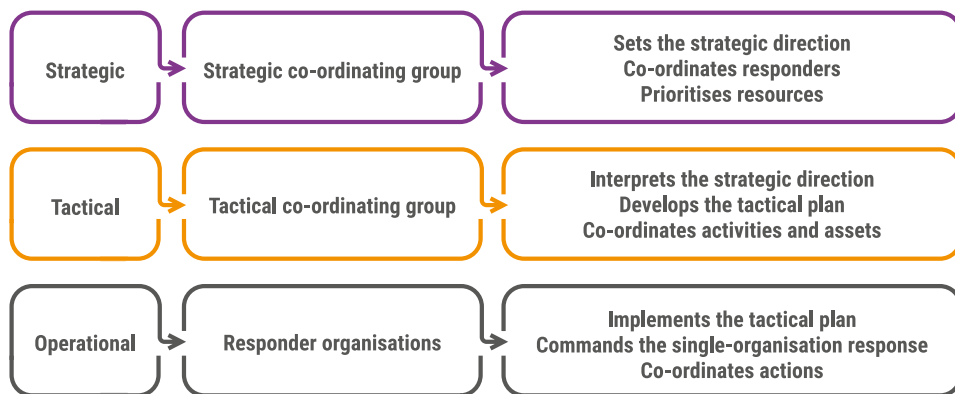 Strategic
Strategic co-ordinating group
Sets the strategic direction
Co-ordinates responders
Prioritises resources
Tactical
Tactical co-ordinating group
Interprets the strategic direction
Develops the tactical plan
Co-ordinates activities and assets
Operational
Responder organisations
Implements the tactical plan
Commands the single-organisation response
Co-ordinates actions